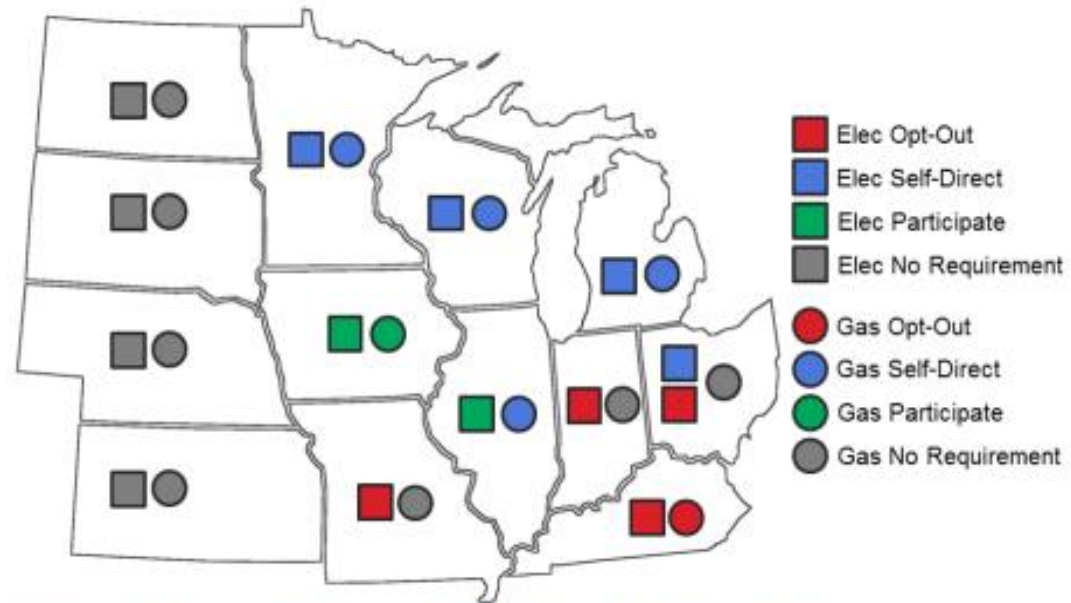 Elec Opt-Out
Elec Self-Direct
Elec Participate
Elec No Requirement
Gas Opt-Out
Gas Self-Direct
Gas Participate
Gas No Requirement